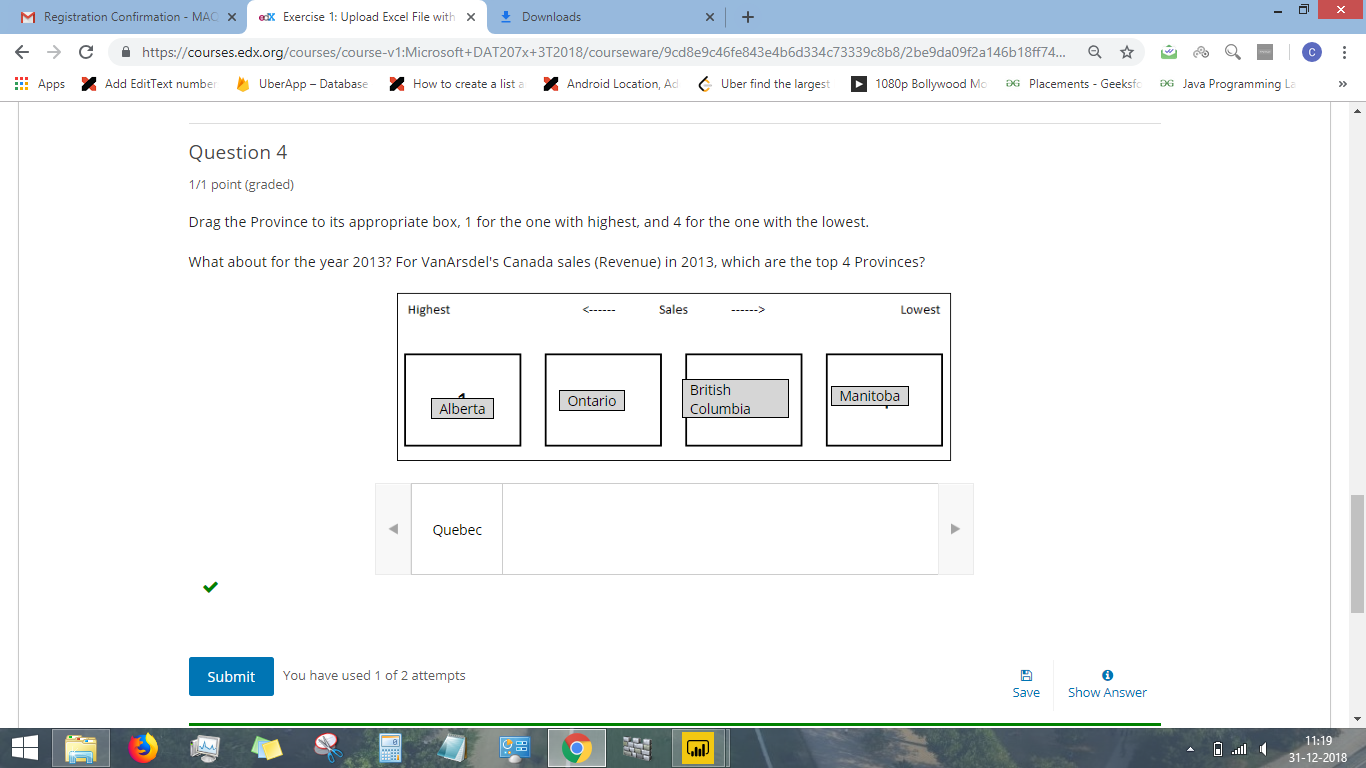 Registration Confirmation - MAC
edX Exercise 1: Upload Excel File with
Downloads
https://courses.edx.org/courses/course-v1:Microsoft+DAT207x+3T2018/courseware/9cd8e9c46fe843e4b6d334c73339c8b8/2be9da09f2a146b18ff74...
C
Apps
Add EditText number
UberApp – Database
How to create a list a
Android Location, Ad
Uber find the largest
1080p Bollywood Mo
Placements - Geeksfo
Java Programming La
»
Question 4
1/1 point (graded)
Drag the Province to its appropriate box, 1 for the one with highest, and 4 for the one with the lowest.
What about for the year 2013? For VanArsdel's Canada sales (Revenue) in 2013, which are the top 4 Provinces?
Highest <------ Sales ------> Lowest
Alberta
Ontario
British
Columbia
Manitoba
Quebec
Submit
You have used 1 of 2 attempts
Save
Show Answer
11:19
31-12-2018